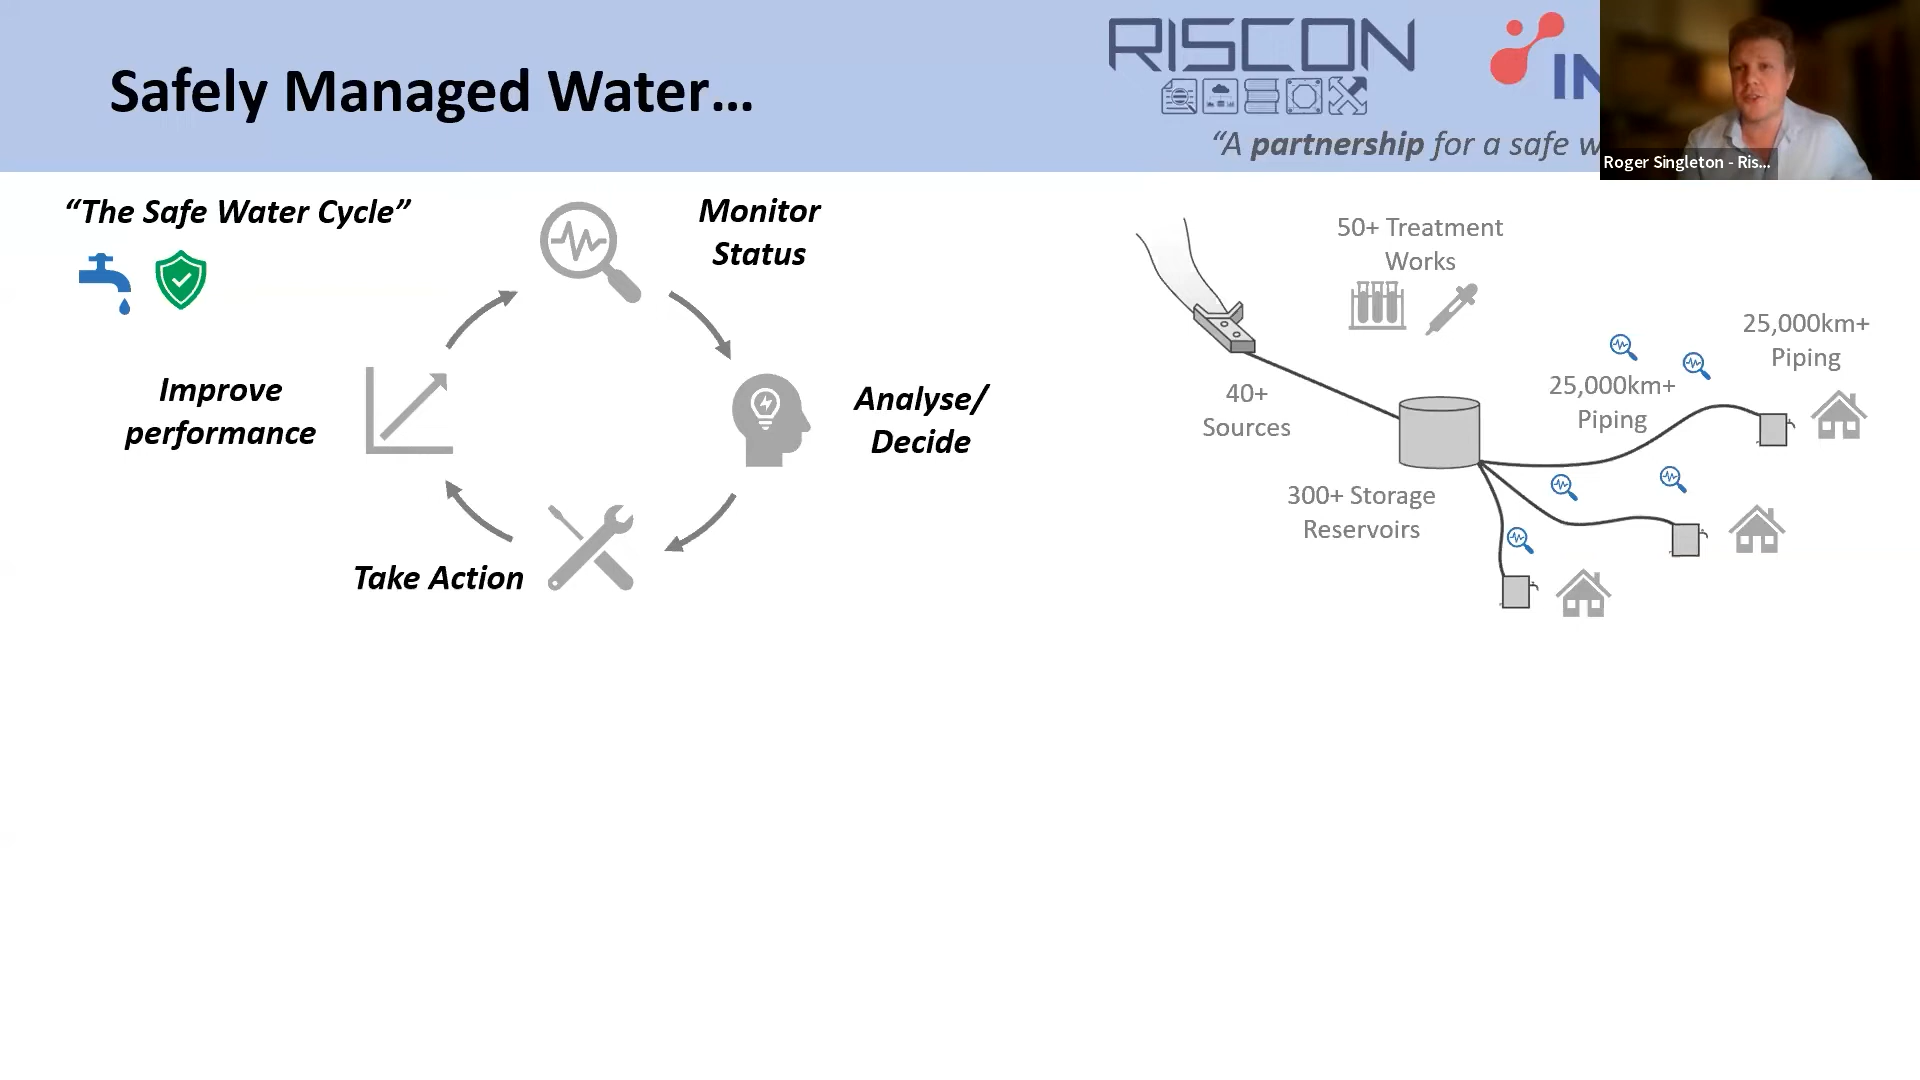 Safely Managed Water...
RISCON
IN
“A partnership for a safe w
Roger Singleton - Ris...
“The Safe Water Cycle”
Monitor
Status
Analyse/
Decide
Take Action
Improve
performance
50+ Treatment
Works
40+
Sources
300+ Storage
Reservoirs
25,000km+
Piping
25,000km+
Piping